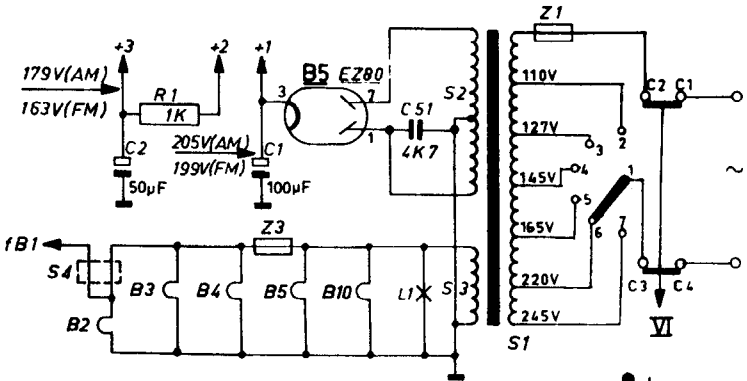 +3 +2 +1 B5 EZ80 Z1
179V(AM)
163V(FM)
R1
1K
3 7 1
S2
C51
4K7
205V(AM)
199V(FM)
C2
50µF
C1
100µF
110V
127V
145V
165V
220V
245V
2
3
4
5
1
6
7
C2 C1
~
C3 C4
VI
S1
fB1
S4
Z3
B2 B3 B4 B5 B10 L1 S3